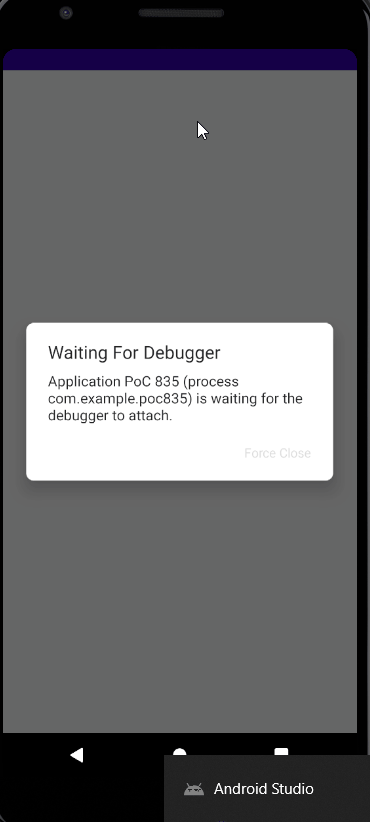 Waiting For Debugger
Application PoC 835 (process
com.example.poc835) is waiting for the
debugger to attach.
Force Close
Android Studio